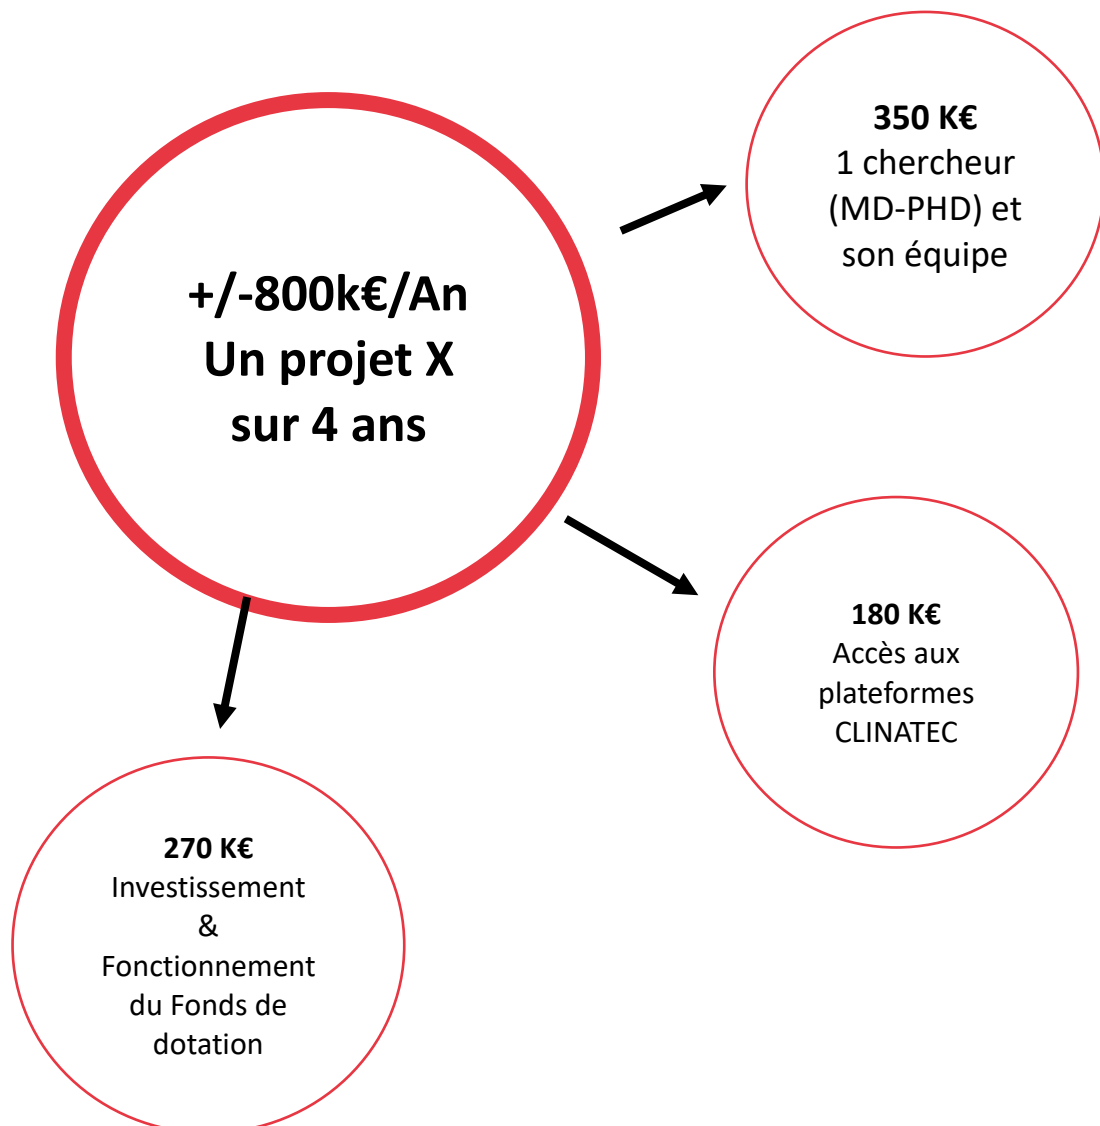 350 K€
1 chercheur
(MD-PHD) et
son équipe
+/-800k€/An
Un projet X
sur 4 ans
180 K€
Accès aux
plateformes
CLINATEC
270 K€
Investissement
&
Fonctionnement
du Fonds de
dotation